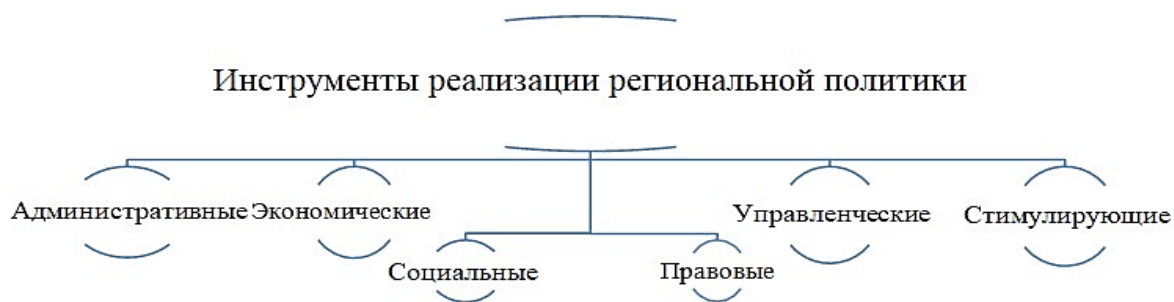 Инструменты реализации региональной политики
Административные
Экономические
Управленческие
Стимулирующие
Социальные
Правовые